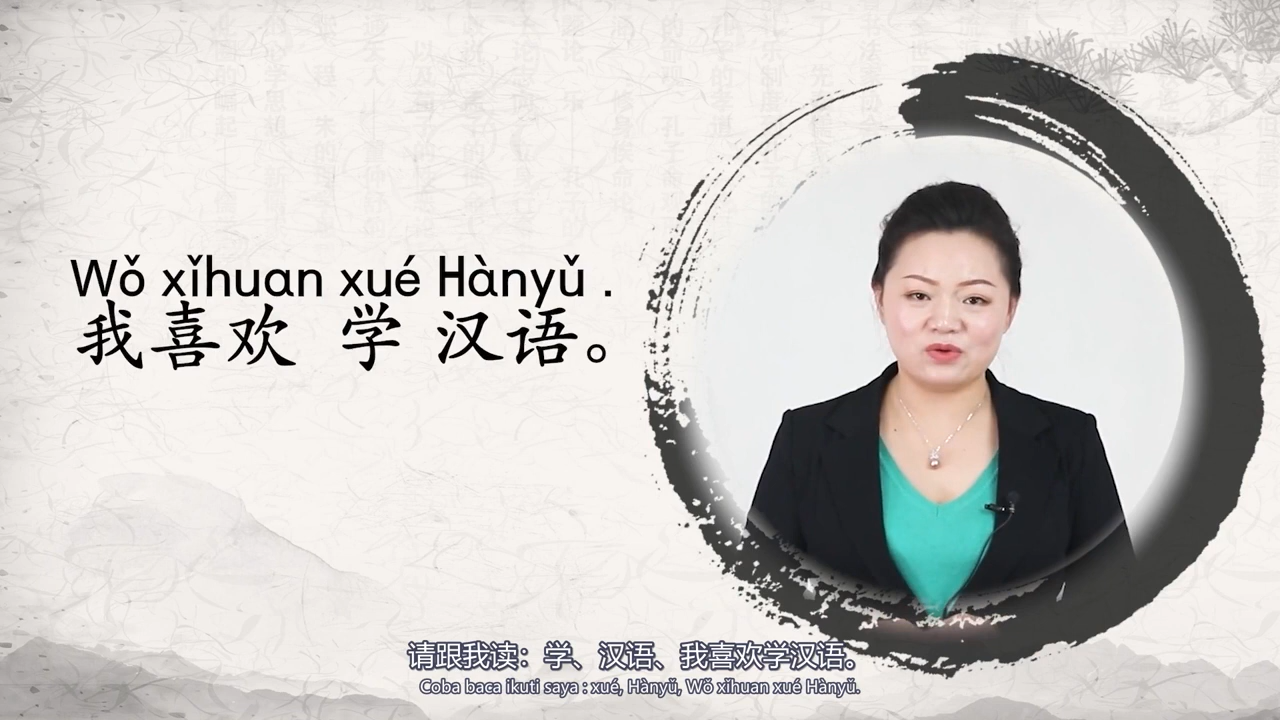 Wǒ xǐhuan xué Hànyǔ .
我喜欢 学 汉语。
请跟我读：学、汉语、我喜欢学汉语。
Coba baca ikuti saya : xué, Hànyǔ, Wǒ xǐhuan xué Hànyǔ.